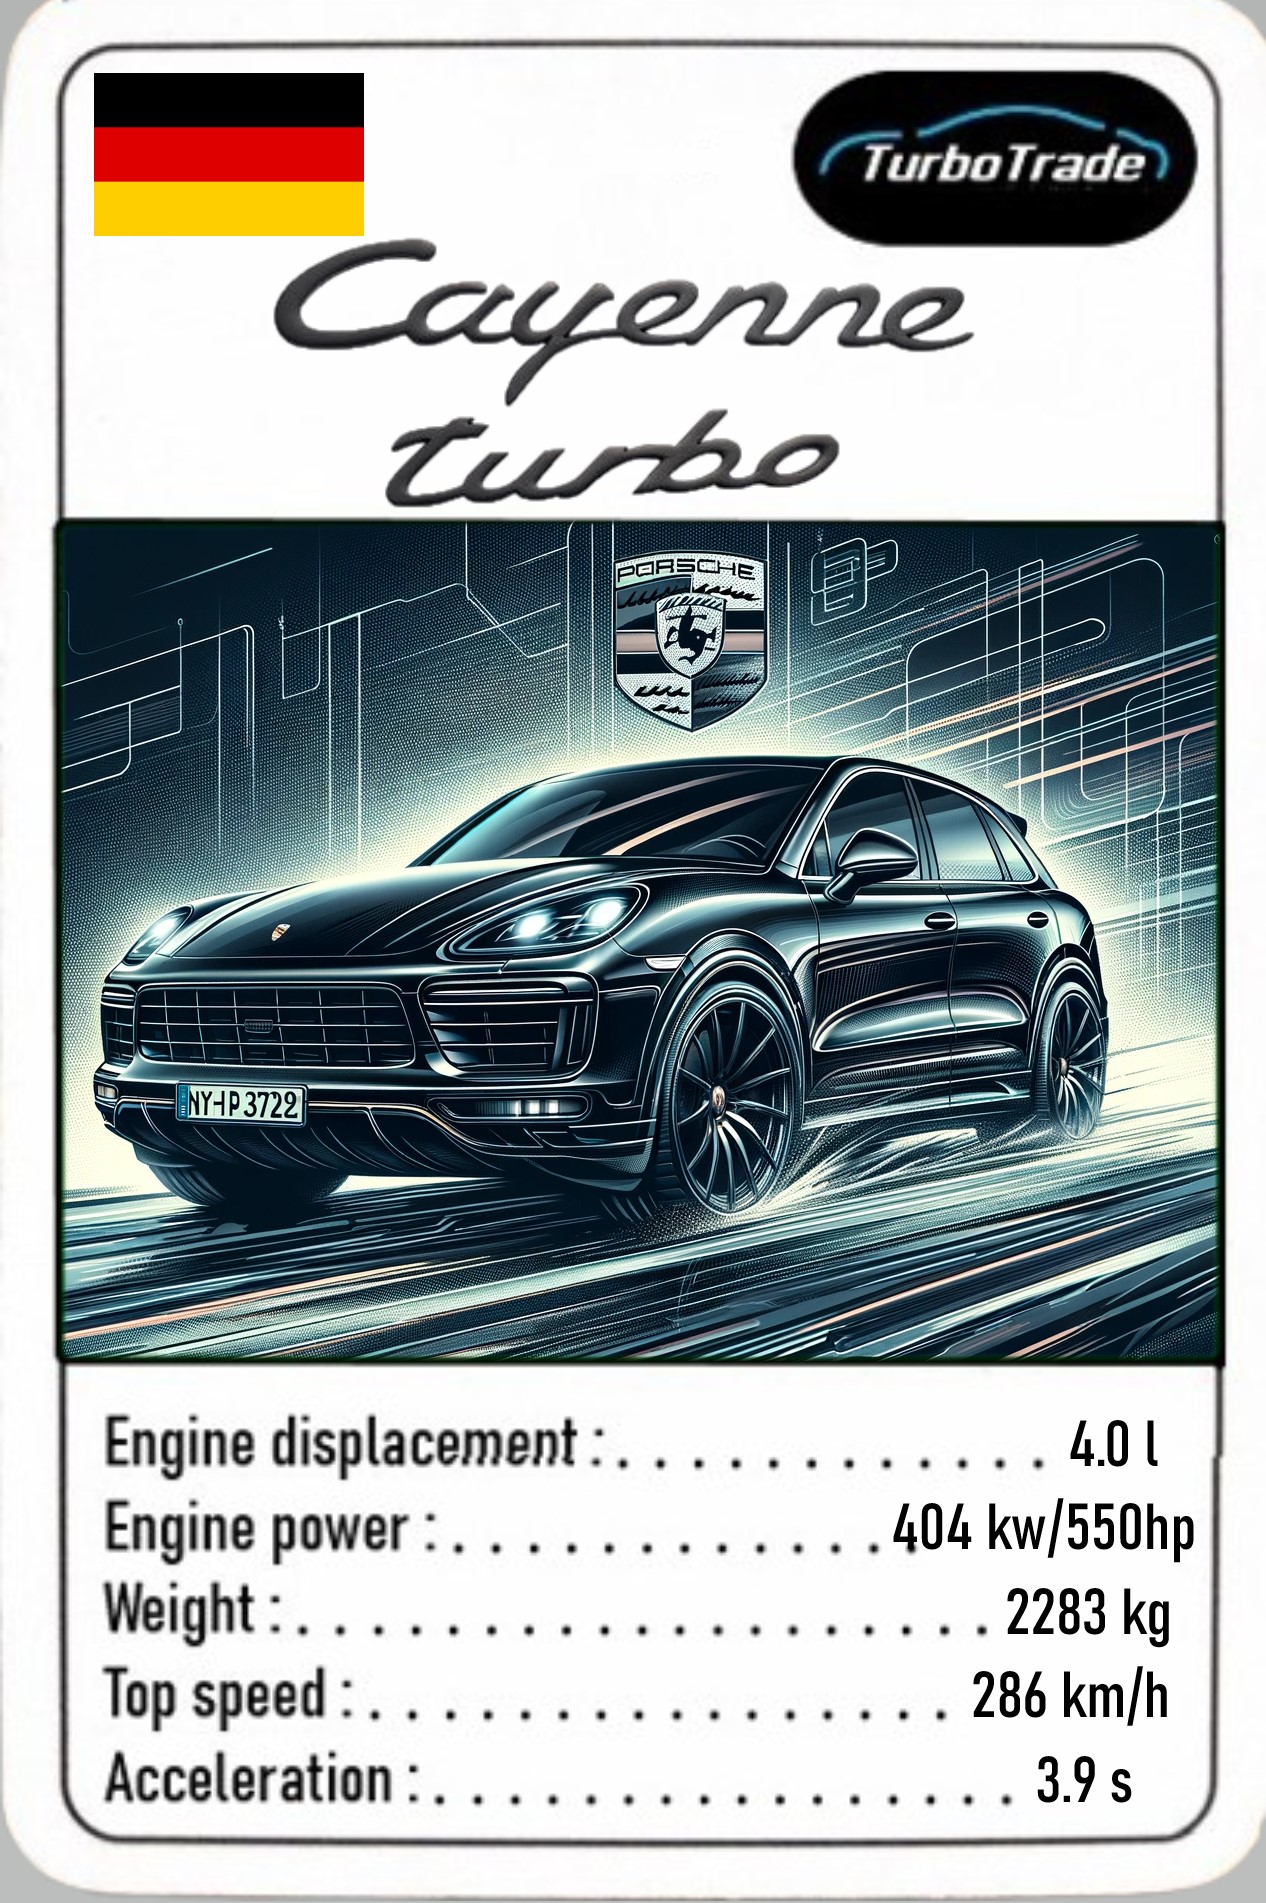 TurboTrade
Cayenne
turbo
PORSCHE
NY-IP 3722
Engine displacement : . . . . . . . . . . . . 4.0 l
Engine power : . . . . . . . . . . . . . 404 kw/550hp
Weight : . . . . . . . . . . . . . . . . . . . 2283 kg
Top speed : . . . . . . . . . . . . . . . . 286 km/h
Acceleration : . . . . . . . . . . . . . . . . 3.9 s